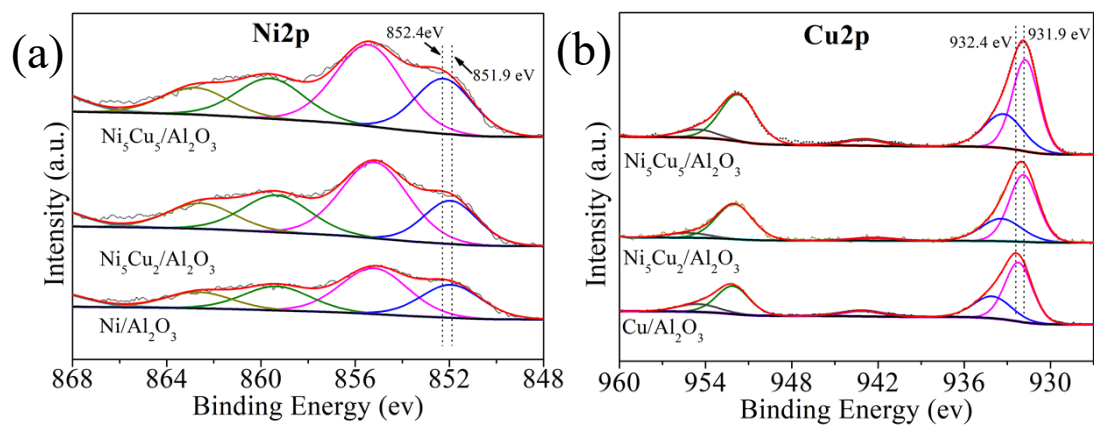 (a)
Ni2p
852.4eV
851.9 eV
Ni₅Cu₅/Al₂O₃
Ni₅Cu₂/Al₂O₃
Ni/Al₂O₃
Intensity (a.u.)
868 864 860 856 852 848
Binding Energy (ev)
(b)
Cu2p
932.4 eV
931.9 eV
Ni₅Cu₅/Al₂O₃
Ni₅Cu₂/Al₂O₃
Cu/Al₂O₃
Intensity (a.u.)
960 954 948 942 936 930
Binding Energy (ev)